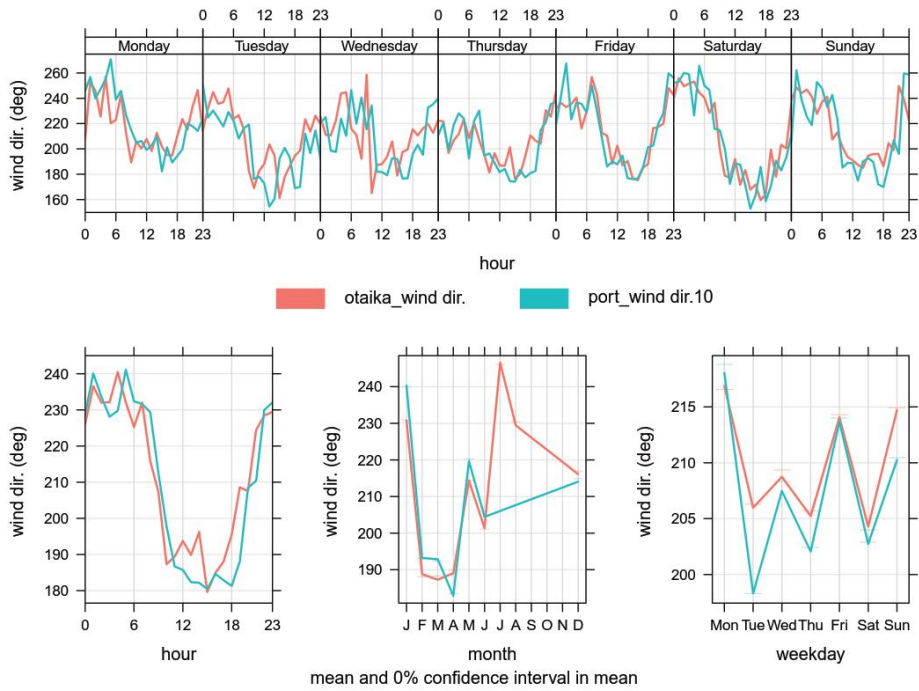 0 6 12 18 23 0 6 12 18 23 0 6 12 18 23
Monday Tuesday Wednesday Thursday Friday Saturday Sunday
260
240
220
200
180
160
wind dir. (deg)
0 6 12 18 23 0 6 12 18 23 0 6 12 18 23 0 6 12 18 23
hour
otaika_wind dir. port_wind dir.10
240
230
220
210
200
190
180
wind dir. (deg)
0 6 12 18 23
hour
240
230
220
210
200
190
wind dir. (deg)
J F M A M J J A S O N D
month
215
210
205
200
wind dir. (deg)
Mon Tue Wed Thu Fri Sat Sun
weekday
mean and 0% confidence interval in mean